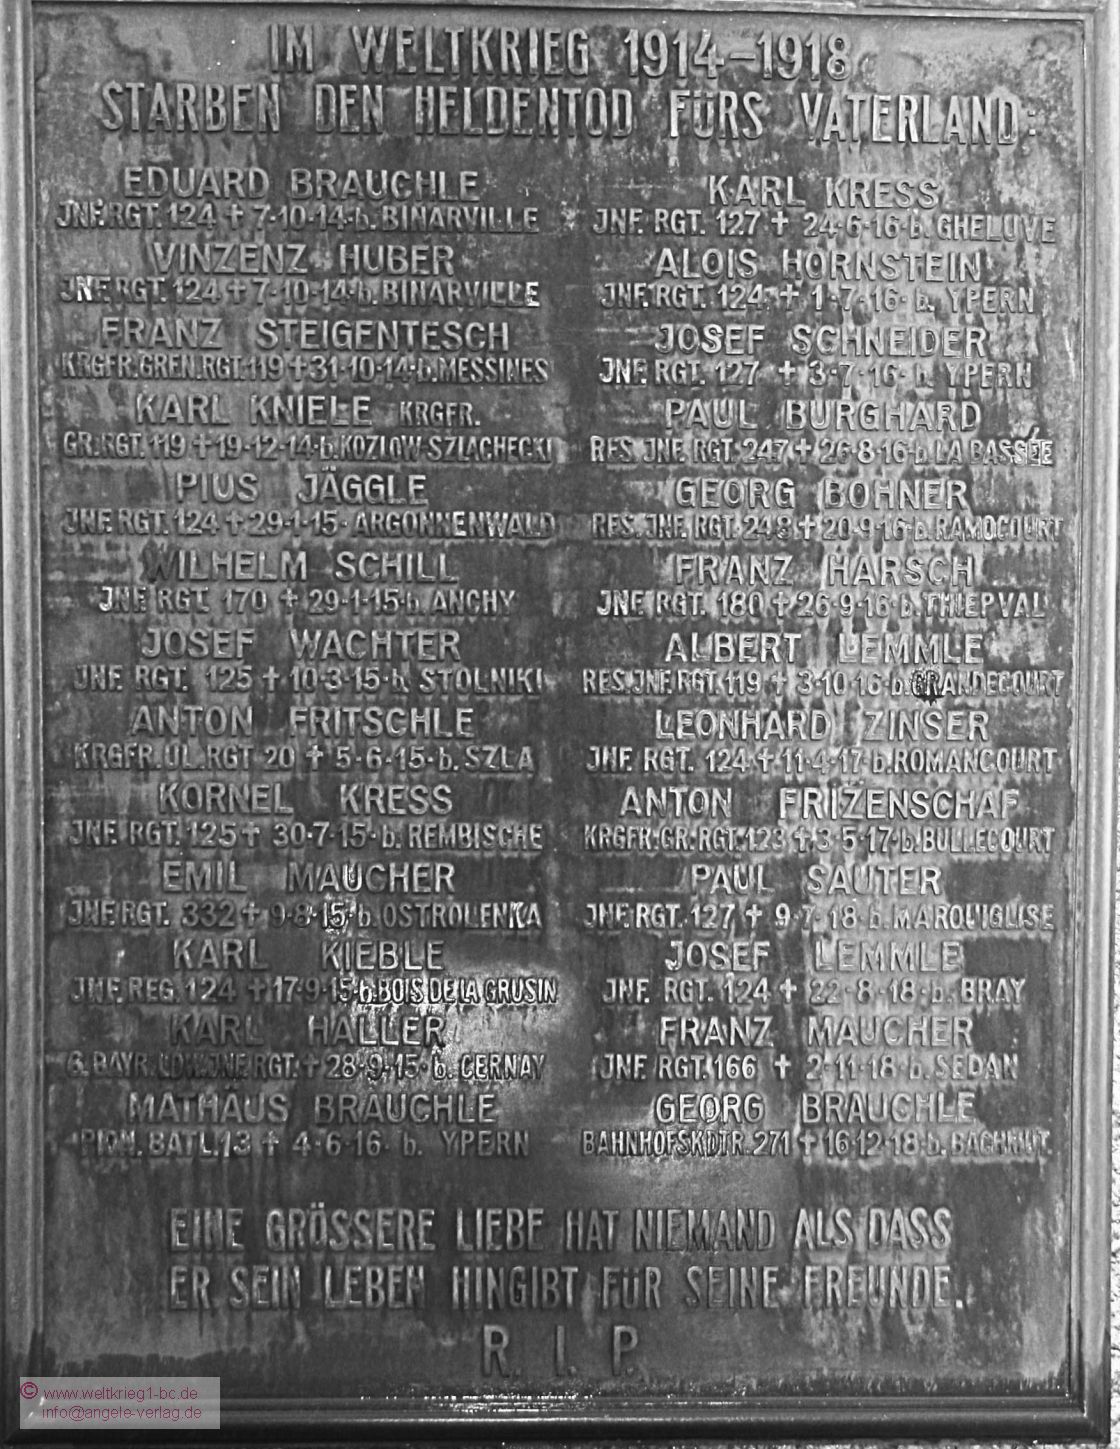 IM WELTKRIEG 1914–1918
STARBEN DEN HELDENTOD FÜRS VATERLAND:
EDUARD BRAUCHLE
JNF. RGT. 124 † 7·10·14·b. BINARVILLE
VINZENZ HUBER
JNF. RGT. 124 † 7·10·14·b. BINARVILLE
FRANZ STEIGENTESCH
KRGFR. GREN. RGT. 119 † 31·10·14·b. MESSINES
KARL KNIELE KRGFR.
GR. RGT. 119 † 19·12·14·b. KOZLOW-SZLACHECKI
PIUS JÄGGLE
JNF. RGT. 124 † 29·1·15· ARGONNENWALD
WILHELM SCHILL
JNF. RGT. 170 † 29·1·15·b. ANCHY
JOSEF WACHTER
JNF. RGT. 125 † 10·3·15·b. STOLNIKI
ANTON FRITSCHLE
KRGFR. UL. RGT 20 † 5·6·15·b. SZLA
KORNEL KRESS
JNF. RGT. 125 † 30·7·15·b. REMBISCHE
EMIL MAUCHER
JNF. RGT. 332 † 9·8·15·b. OSTROLENKA
KARL KIEBLE
JNF. REG. 124 † 17·9·15·b. BOIS DE LA GRUSIN
KARL HALLER
6. BAYR. LDW. JNF. RGT. † 28·9·15·b. CERNAY
MATHÄUS BRAUCHLE
PION. BATL. 13 † 4·6·16·b. YPERN
KARL KRESS
JNF. RGT. 127 † 24·6·16·b. GHELUVE
ALOIS HORNSTEIN
JNF. RGT. 124 † 1·7·16·b. YPERN
JOSEF SCHNEIDER
JNF. RGT. 127 † 3·7·16·b. YPERN
PAUL BURGHARD
RES. JNF. RGT. 247 † 26·8·16·b. LA BASSÉE
GEORG BOHNER
RES. JNF. RGT. 248 † 20·9·16·b. RAMOCOURT
FRANZ HARSCH
JNF. RGT. 180 † 26·9·16·b. THIEPVAL
ALBERT LEMMLE
RES. JNF. RGT. 119 † 3·10·16·b. GRANDECOURT
LEONHARD ZINSER
JNF. RGT. 124 † 11·4·17·b. ROMANCOURT
ANTON FRIZENSCHAF
KRGFR. GR. RGT. 123 † 3·5·17·b. BULLECOURT
PAUL SAUTER
JNF. RGT. 127 † 9·7·18·b. MARQUIGLISE
JOSEF LEMMLE
JNF. RGT. 124 † 22·8·18·b. BRAY
FRANZ MAUCHER
JNF. RGT. 166 † 2·11·18·b. SEDAN
GEORG BRAUCHLE
BAHNHOFSKDTR. 271 † 16·12·18·b.
EINE GRÖSSERE LIEBE HAT NIEMAND ALS DASS
ER SEIN LEBEN HINGIBT FÜR SEINE FREUNDE.
R. I. P.
© www.weltkrieg1-bc.de
info@angele-verlag.de